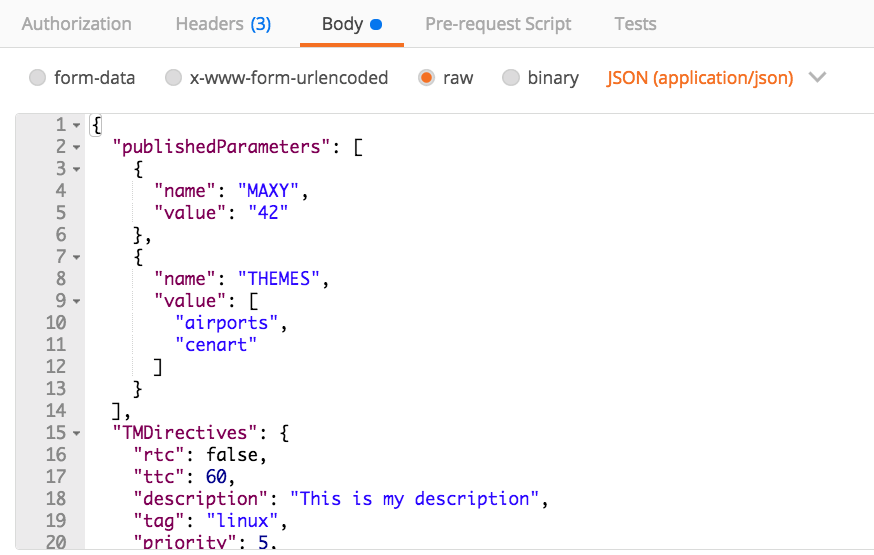 Authorization Headers (3) Body Pre-request Script Tests
form-data x-www-form-urlencoded raw binary JSON (application/json)
1 {
2 "publishedParameters": [
3 {
4 "name": "MAXY",
5 "value": "42"
6 },
7 {
8 "name": "THEMES",
9 "value": [
10 "airports",
11 "cenart"
12 ]
13 }
14 ],
15 "TMDirectives": {
16 "rtc": false,
17 "ttc": 60,
18 "description": "This is my description",
19 "tag": "linux",
20 "priority": 5,